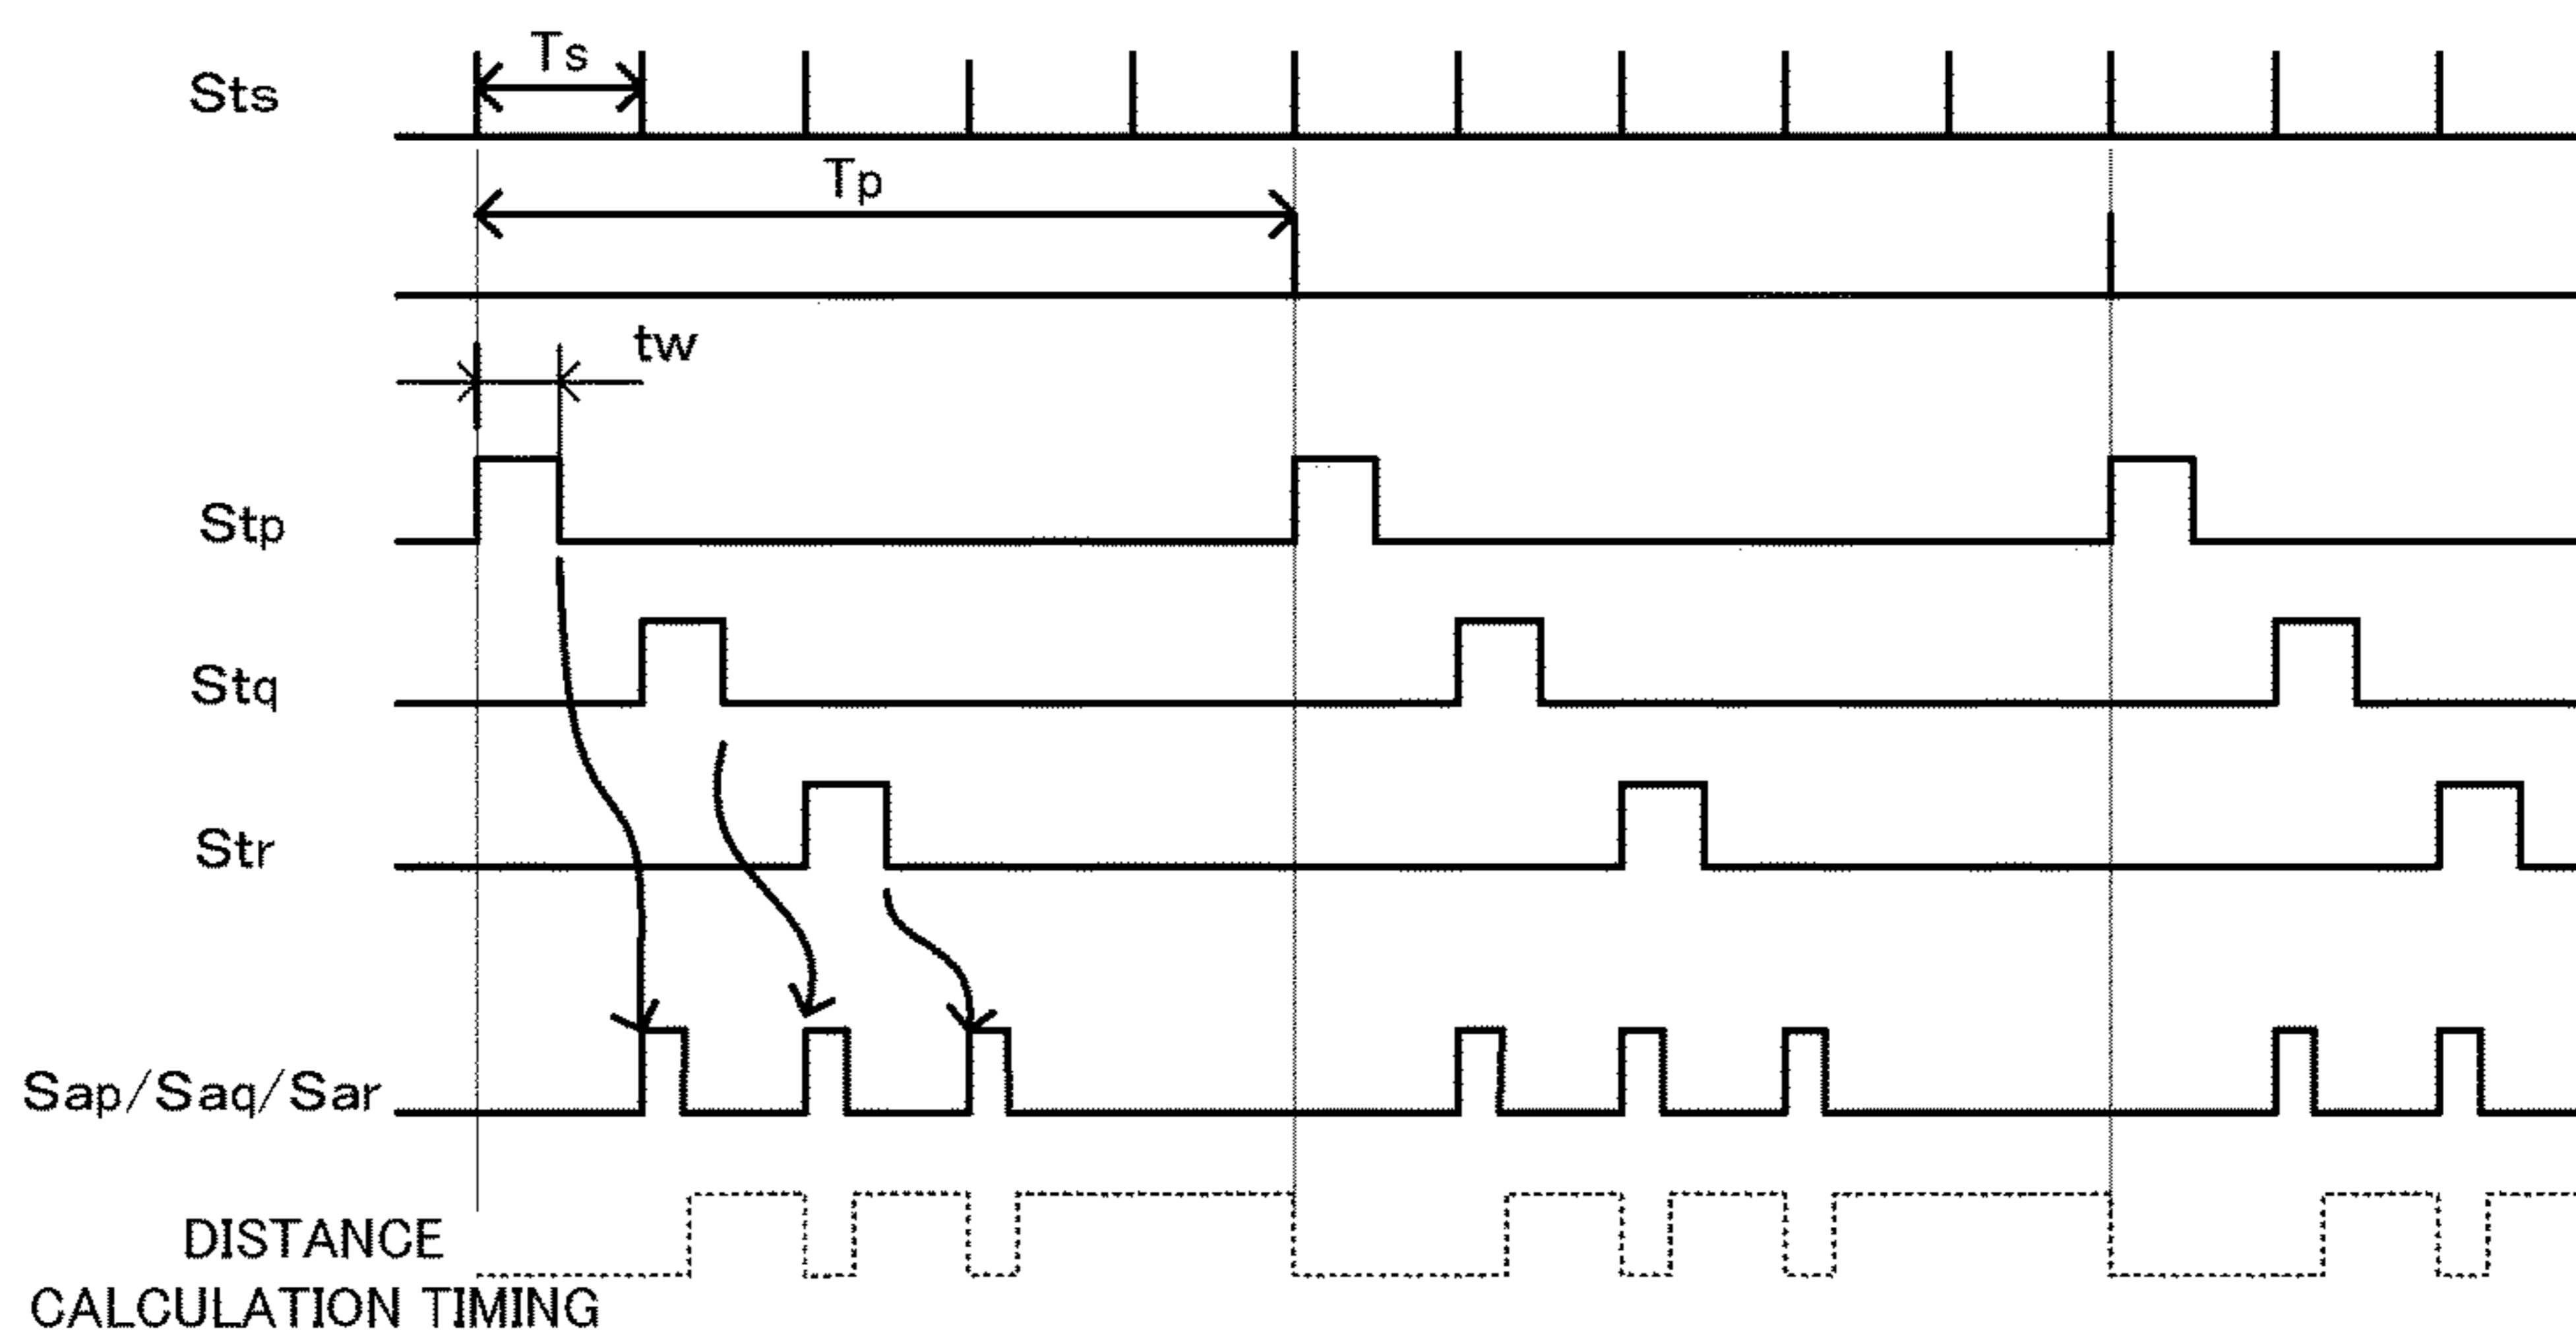 Ts
Sts
Tp
tw
Stp
Stq
Str
Sap/Saq/Sar
DISTANCE
CALCULATION TIMING